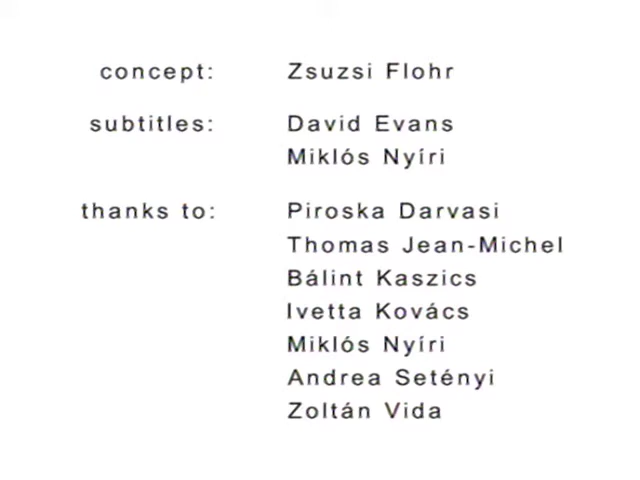 concept: Zsuzsi Flohr
subtitles: David Evans
Miklós Nyíri
thanks to: Piroska Darvasi
Thomas Jean-Michel
Bálint Kaszics
Ivetta Kovács
Miklós Nyíri
Andrea Setényi
Zoltán Vida